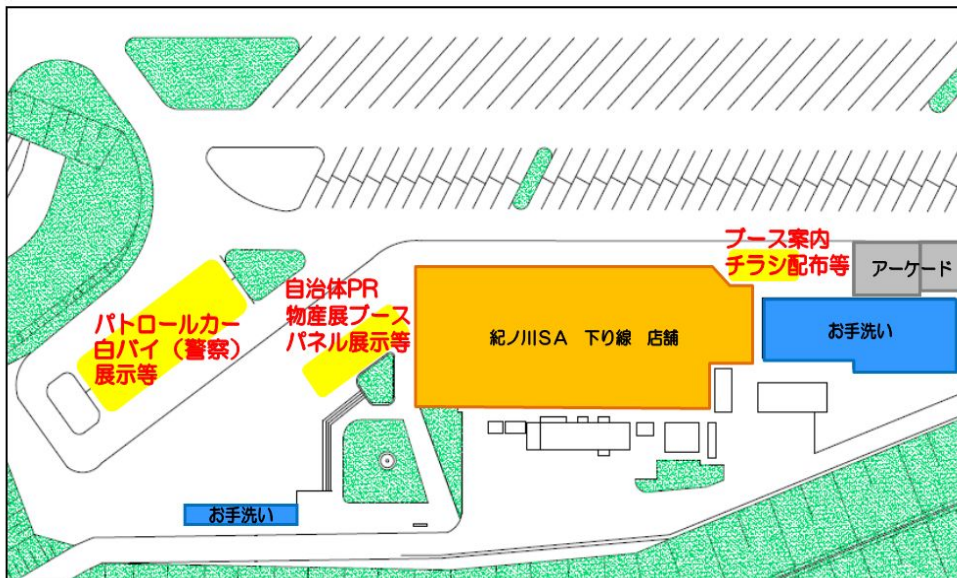 ブース案内
チラシ配布等
アーケード
自治体PR
物産展ブース
パネル展示等
パトロールカー
白バイ（警察）
展示等
紀ノ川SA　下り線　店舗
お手洗い
お手洗い